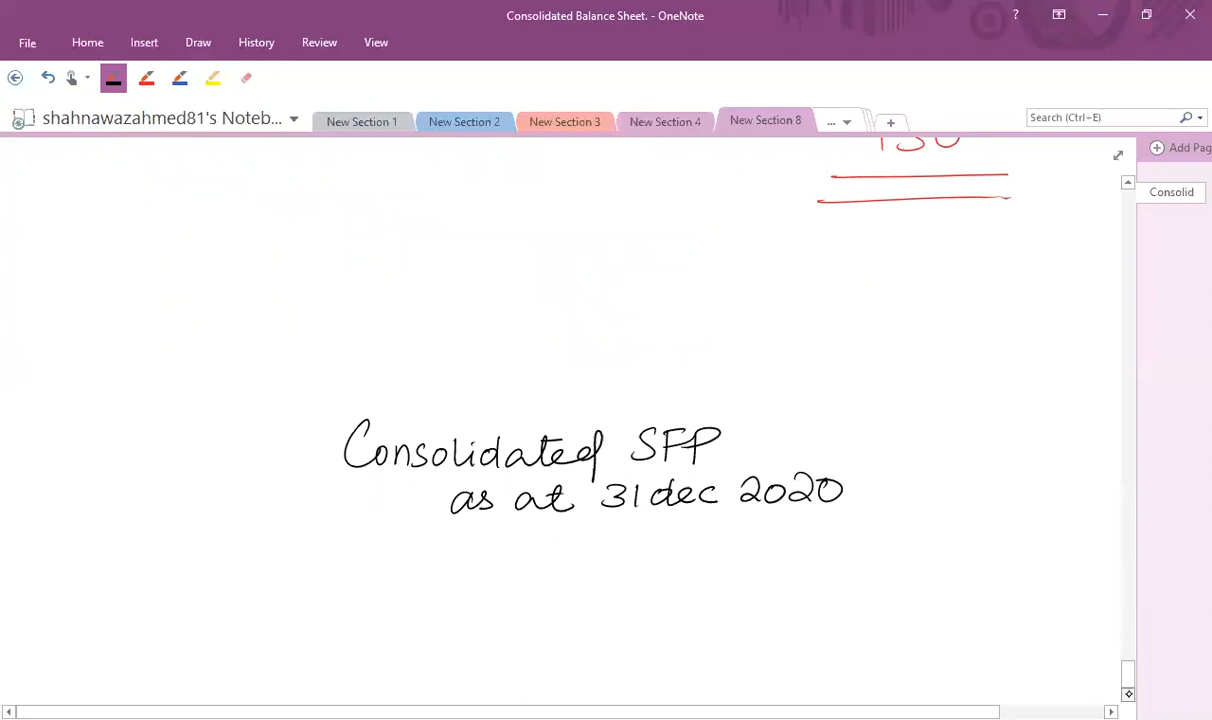 Consolidated Balance Sheet. - OneNote
?
File Home Insert Draw History Review View
shahnawazahmed81's Noteb... New Section 1 New Section 2 New Section 3 New Section 4 New Section 8 ... Search (Ctrl–E)
Add Pag
Consolid
Consolidated SFP
as at 31 dec 2020